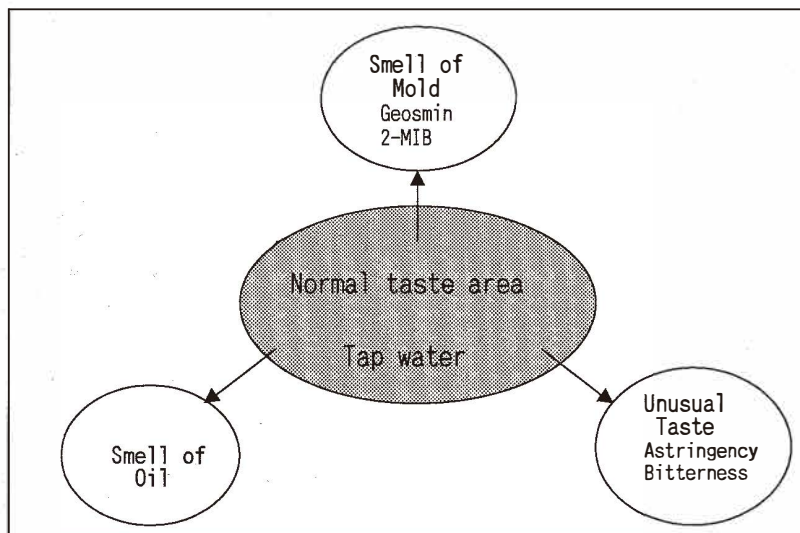 Smell of
Mold
Geosmin
2-MIB
Normal taste area
Tap water
Smell of
Oil
Unusual
Taste
Astringency
Bitterness